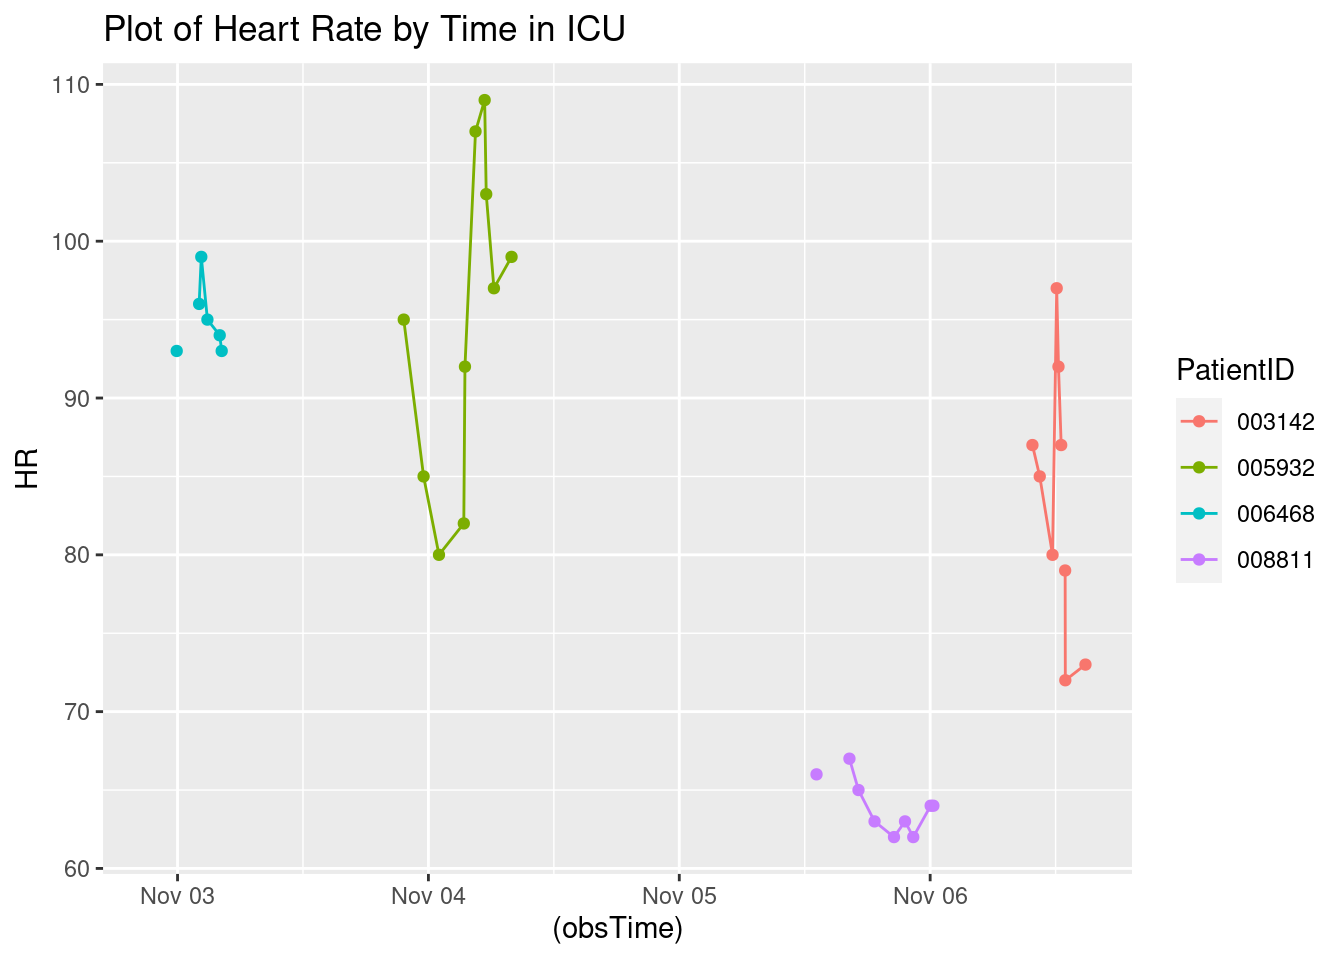 Plot of Heart Rate by Time in ICU
110
100
90
80
70
60
HR
Nov 03
Nov 04
Nov 05
Nov 06
(obsTime)
PatientID
003142
005932
006468
008811